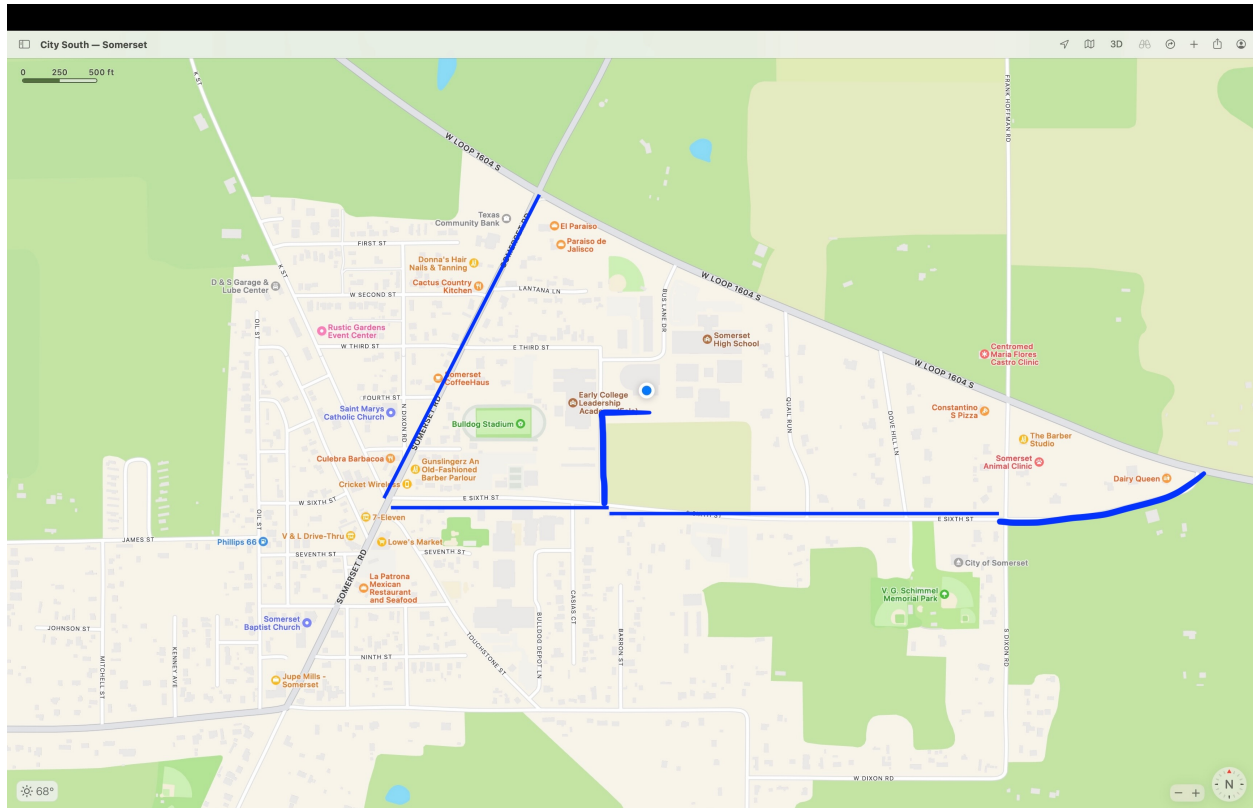 City South — Somerset
3D
0 250 500 ft
K ST
W LOOP 1604 S
FRANK HOFFMAN RD
Texas
Community Bank
SOMERSET RD
El Paraiso
Paraiso de
Jalisco
FIRST ST
K ST
Donna's Hair
Nails & Tanning
D & S Garage &
Lube Center
Cactus Country
Kitchen
LANTANA LN
W SECOND ST
W LOOP 1604 S
BUS LANE DR
OIL ST
Rustic Gardens
Event Center
W THIRD ST
E THIRD ST
Somerset
High School
Centromed
Maria Flores
Castro Clinic
W LOOP 1604 S
Somerset
CoffeeHaus
FOURTH ST
Early College
Leadership
N DIXON RD
SOMERSET RD
Saint Marys
Catholic Church
Bulldog Stadium
QUAIL RUN
DOVE HILL LN
Constantino
S Pizza
The Barber
Studio
Culebra Barbacoa
Gunslingerz An
Old-Fashioned
Barber Parlour
Somerset
Animal Clinic
Cricket Wireless
Dairy Queen
W SIXTH ST
E SIXTH ST
E SIXTH ST
OIL ST
7-Eleven
JAMES ST
Phillips 66
V & L Drive-Thru
Lowe's Market
SEVENTH ST
SEVENTH ST
City of Somerset
SOMERSET RD
La Patrona
Mexican
Restaurant
and Seafood
V. G. Schimmel
Memorial Park
CASIAS CT
BULLDOG DEPOT LN
BARRON ST
S DIXON RD
Somerset
Baptist Church
JOHNSON ST
TOUCHSTONE ST
MITCHELL ST
KENNEY AVE
NINTH ST
Jupe Mills -
Somerset
W DIXON RD
68°
N